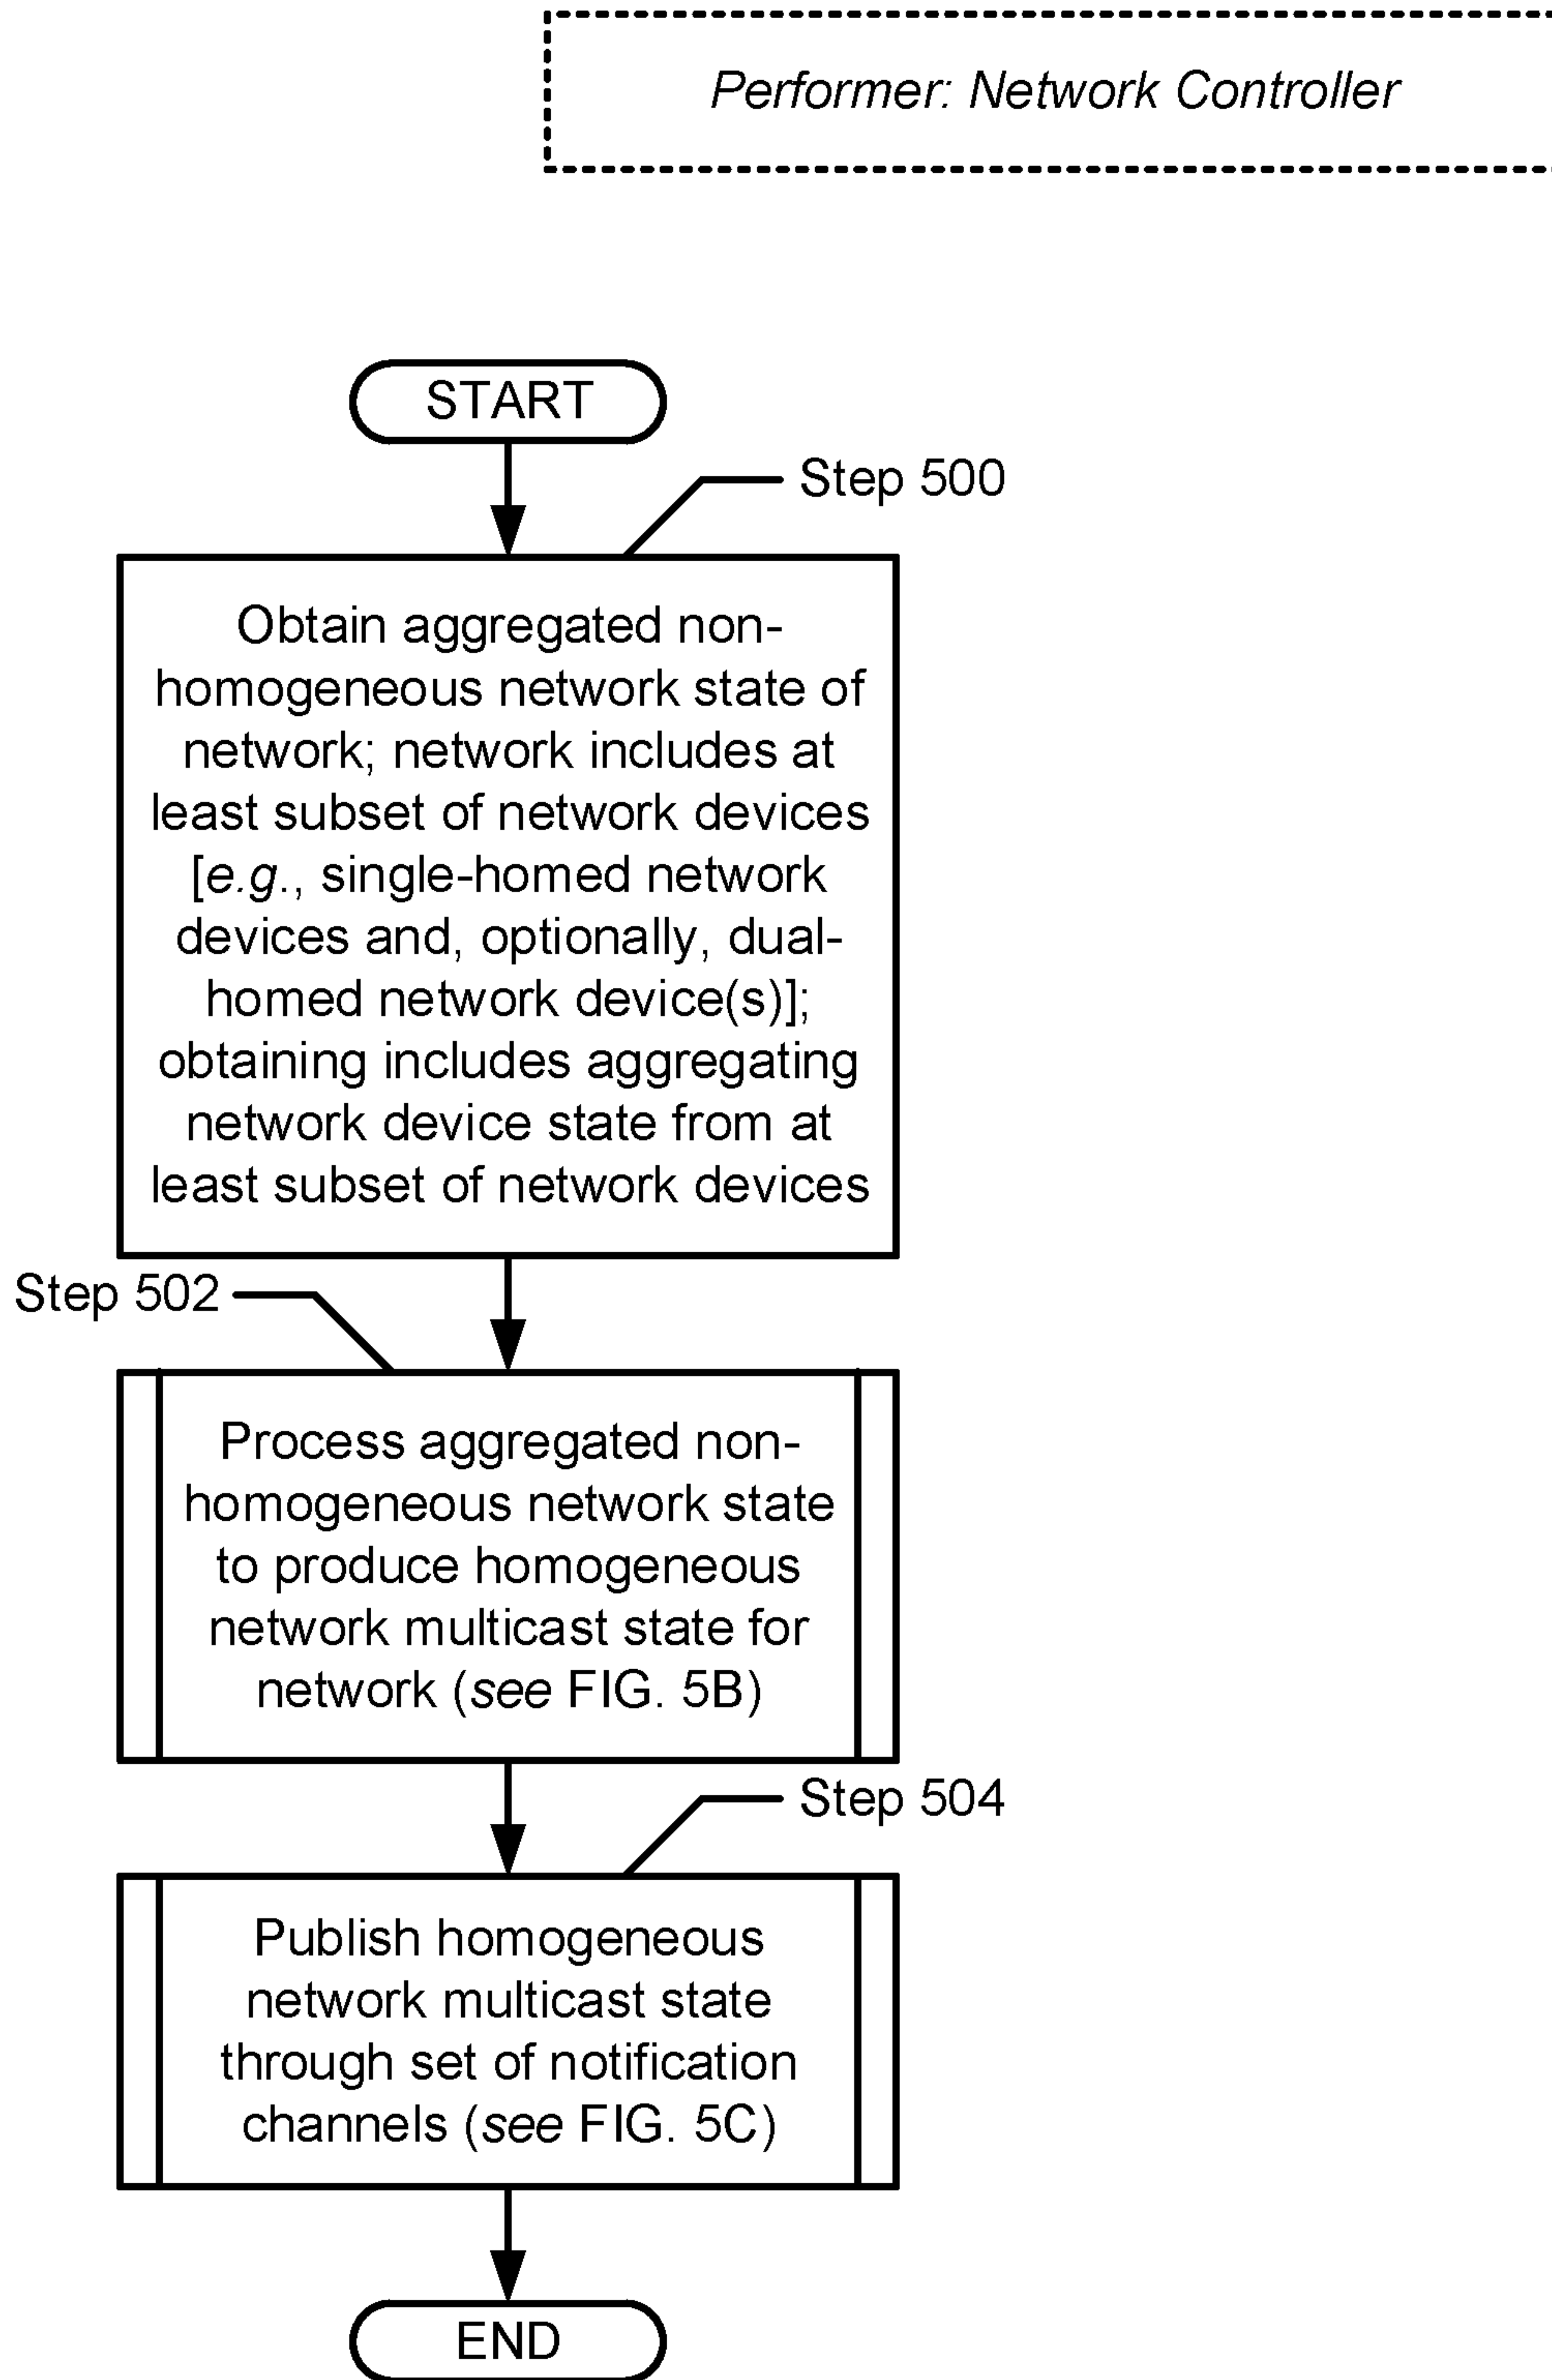 Performer: Network Controller
START
Step 500
Obtain aggregated non-
homogeneous network state of
network; network includes at
least subset of network devices
[e.g., single-homed network
devices and, optionally, dual-
homed network device(s)];
obtaining includes aggregating
network device state from at
least subset of network devices
Step 502
Process aggregated non-
homogeneous network state
to produce homogeneous
network multicast state for
network (see FIG. 5B)
Step 504
Publish homogeneous
network multicast state
through set of notification
channels (see FIG. 5C)
END